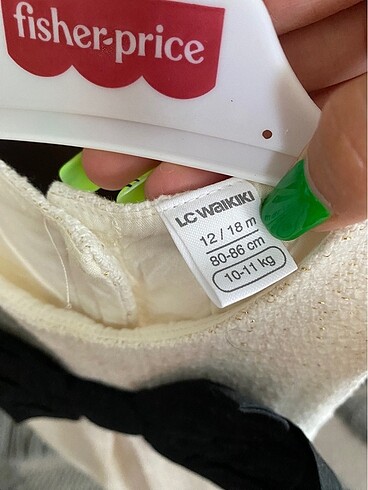 fisher-price
LC WAIKIKI
12 / 18 m
80-86 cm
10-11 kg